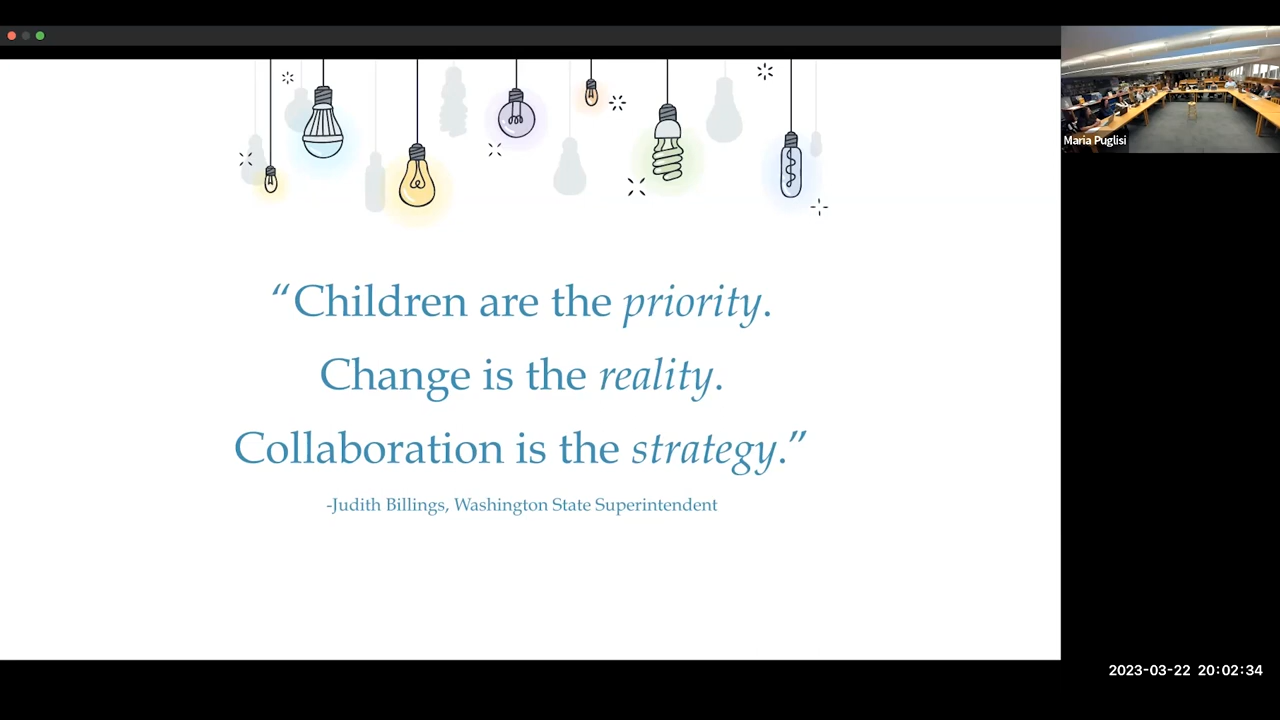 Maria Puglisi
“Children are the priority.
Change is the reality.
Collaboration is the strategy.”
-Judith Billings, Washington State Superintendent
2023-03-22 20:02:34